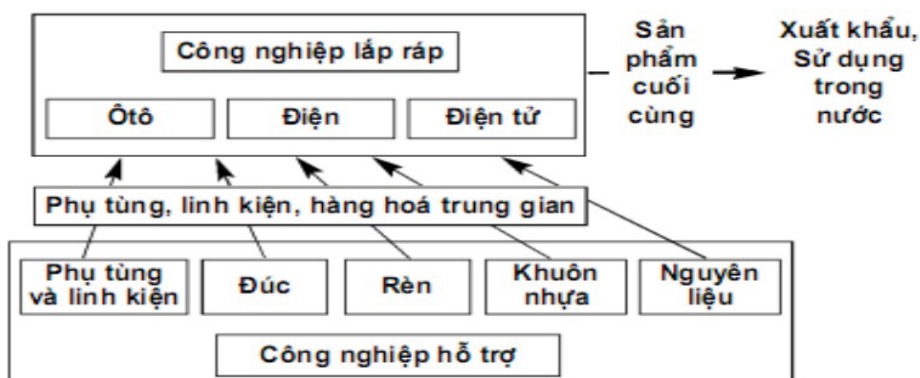 Công nghiệp lắp ráp
Ôtô
Điện
Điện tử
Sản
phẩm
cuối
cùng
Xuất khẩu,
Sử dụng
trong
nước
Phụ tùng, linh kiện, hàng hoá trung gian
Phụ tùng
và linh kiện
Đúc
Rèn
Khuôn
nhựa
Nguyên
liệu
Công nghiệp hỗ trợ